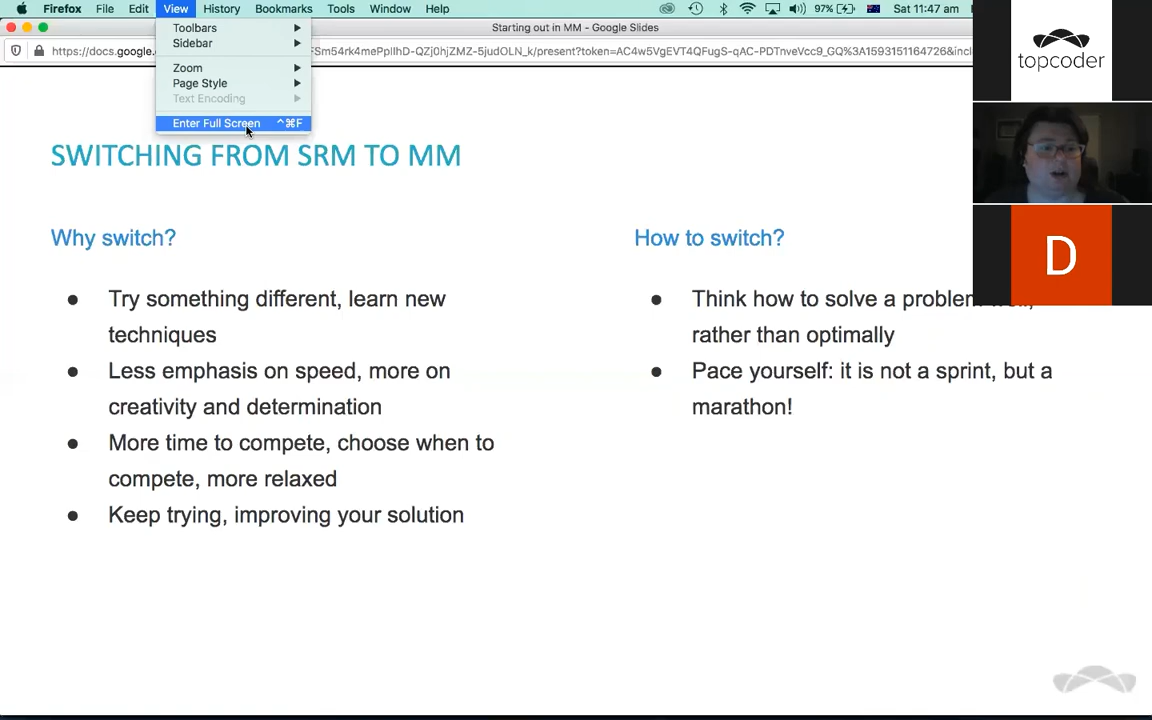 Firefox File Edit View History Bookmarks Tools Window Help 97% Sat 11:47 am
Starting out in MM - Google Slides
Toolbars
Sidebar
Zoom
Page Style
Text Encoding
Enter Full Screen ^⌘F
topcoder
SWITCHING FROM SRM TO MM
D
Why switch?
● Try something different, learn new
techniques
● Less emphasis on speed, more on
creativity and determination
● More time to compete, choose when to
compete, more relaxed
● Keep trying, improving your solution
How to switch?
● Think how to solve a problem
rather than optimally
● Pace yourself: it is not a sprint, but a
marathon!